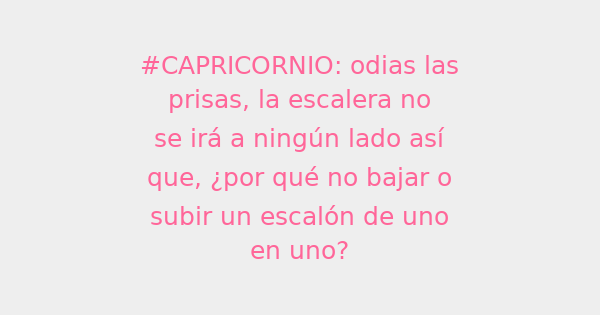 #CAPRICORNIO: odias las
prisas, la escalera no
se irá a ningún lado así
que, ¿por qué no bajar o
subir un escalón de uno
en uno?